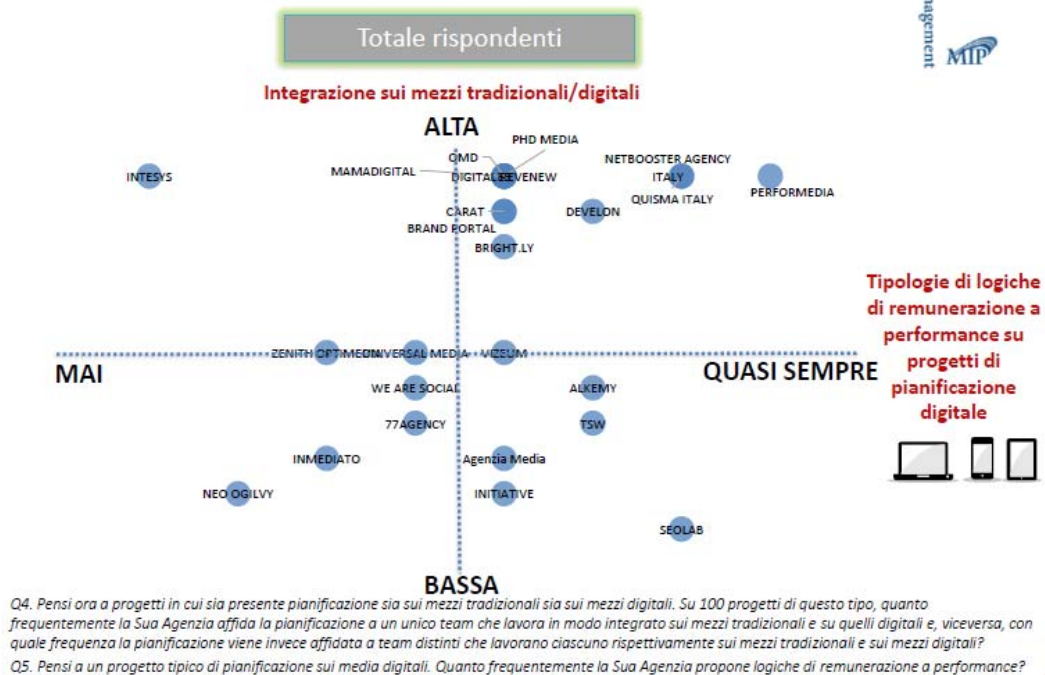 Totale rispondenti
MIP
Integrazione sui mezzi tradizionali/digitali
ALTA
PHD MEDIA
OMD
NETBOOSTER AGENCY
MAMADIGITAL
INTESYS
REVENEW
ITALY
PERFORMEDIA
QUISMA ITALY
CARAT
DEVELON
BRAND PORTAL
BRIGHT.LY
Tipologie di logiche
di remunerazione a
performance su
progetti di
pianificazione
digitale
ZENITH OPTIMEDIA
UNIVERSAL MEDIA
VIZEUM
MAI
QUASI SEMPRE
WE ARE SOCIAL
ALKEMY
77AGENCY
TSW
INMEDIATO
Agenzia Media
NEO OGILVY
INITIATIVE
SEOLAB
BASSA
Q4. Pensi ora a progetti in cui sia presente pianificazione sia sui mezzi tradizionali sia sui mezzi digitali. Su 100 progetti di questo tipo, quanto
frequentemente la Sua Agenzia affida la pianificazione a un unico team che lavora in modo integrato sui mezzi tradizionali e su quelli digitali e, viceversa, con
quale frequenza la pianificazione viene invece affidata a team distinti che lavorano ciascuno rispettivamente sui mezzi tradizionali e sui mezzi digitali?
Q5. Pensi a un progetto tipico di pianificazione sui media digitali. Quanto frequentemente la Sua Agenzia propone logiche di remunerazione a performance?